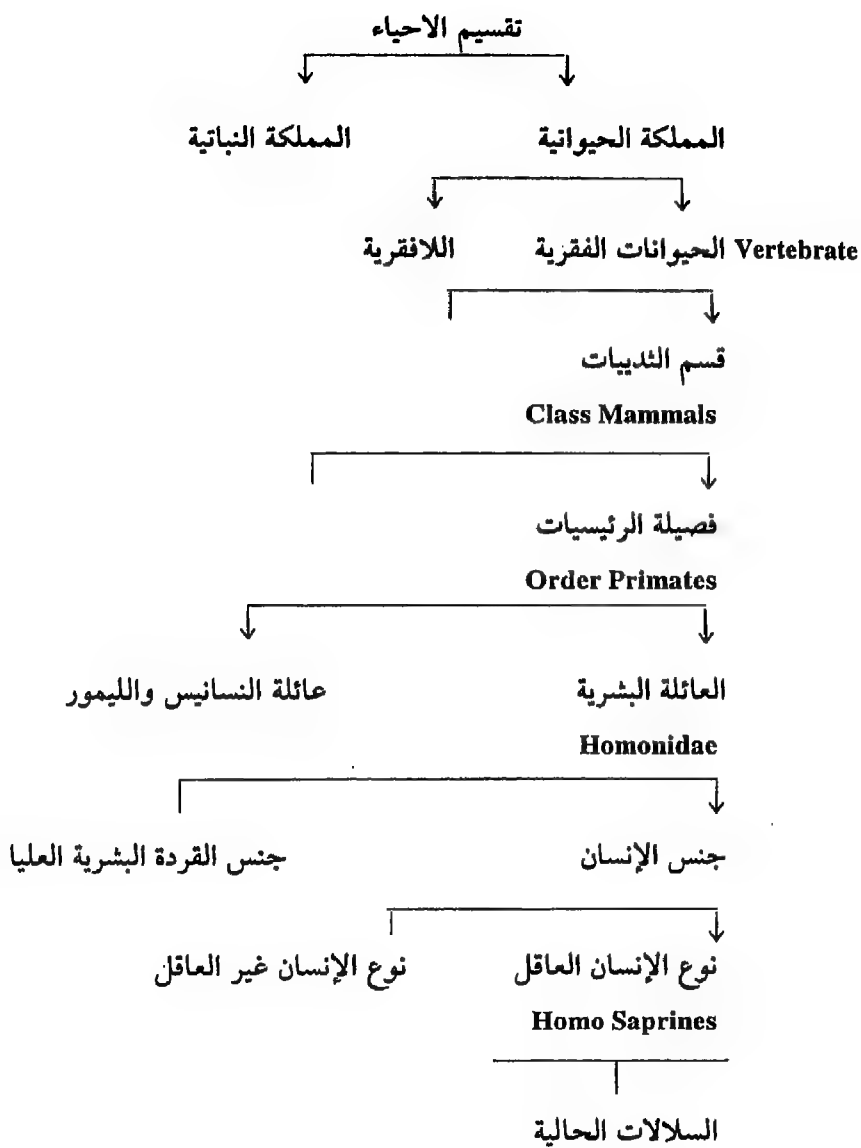 تقسيم الاحياء
المملكة الحيوانية المملكة النباتية
Vertebrate الحيوانات الفقزية اللافقرية
قسم الثدييات
Class Mammals
فصيلة الرئيسيات
Order Primates
العائلة البشرية عائلة النسانيس والليمور
Homonidae
جنس الإنسان جنس القردة البشرية العليا
نوع الإنسان العاقل نوع الإنسان غير العاقل
Homo Saprines
السلالات الحالية